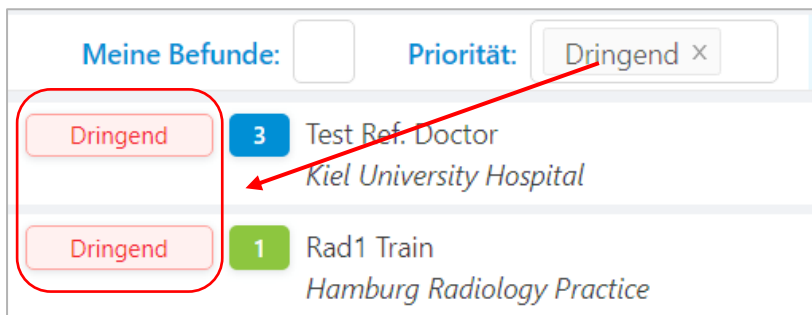 Meine Befunde: Priorität: Dringend ×
Dringend 3 Test Ref. Doctor
Kiel University Hospital
Dringend 1 Rad1 Train
Hamburg Radiology Practice